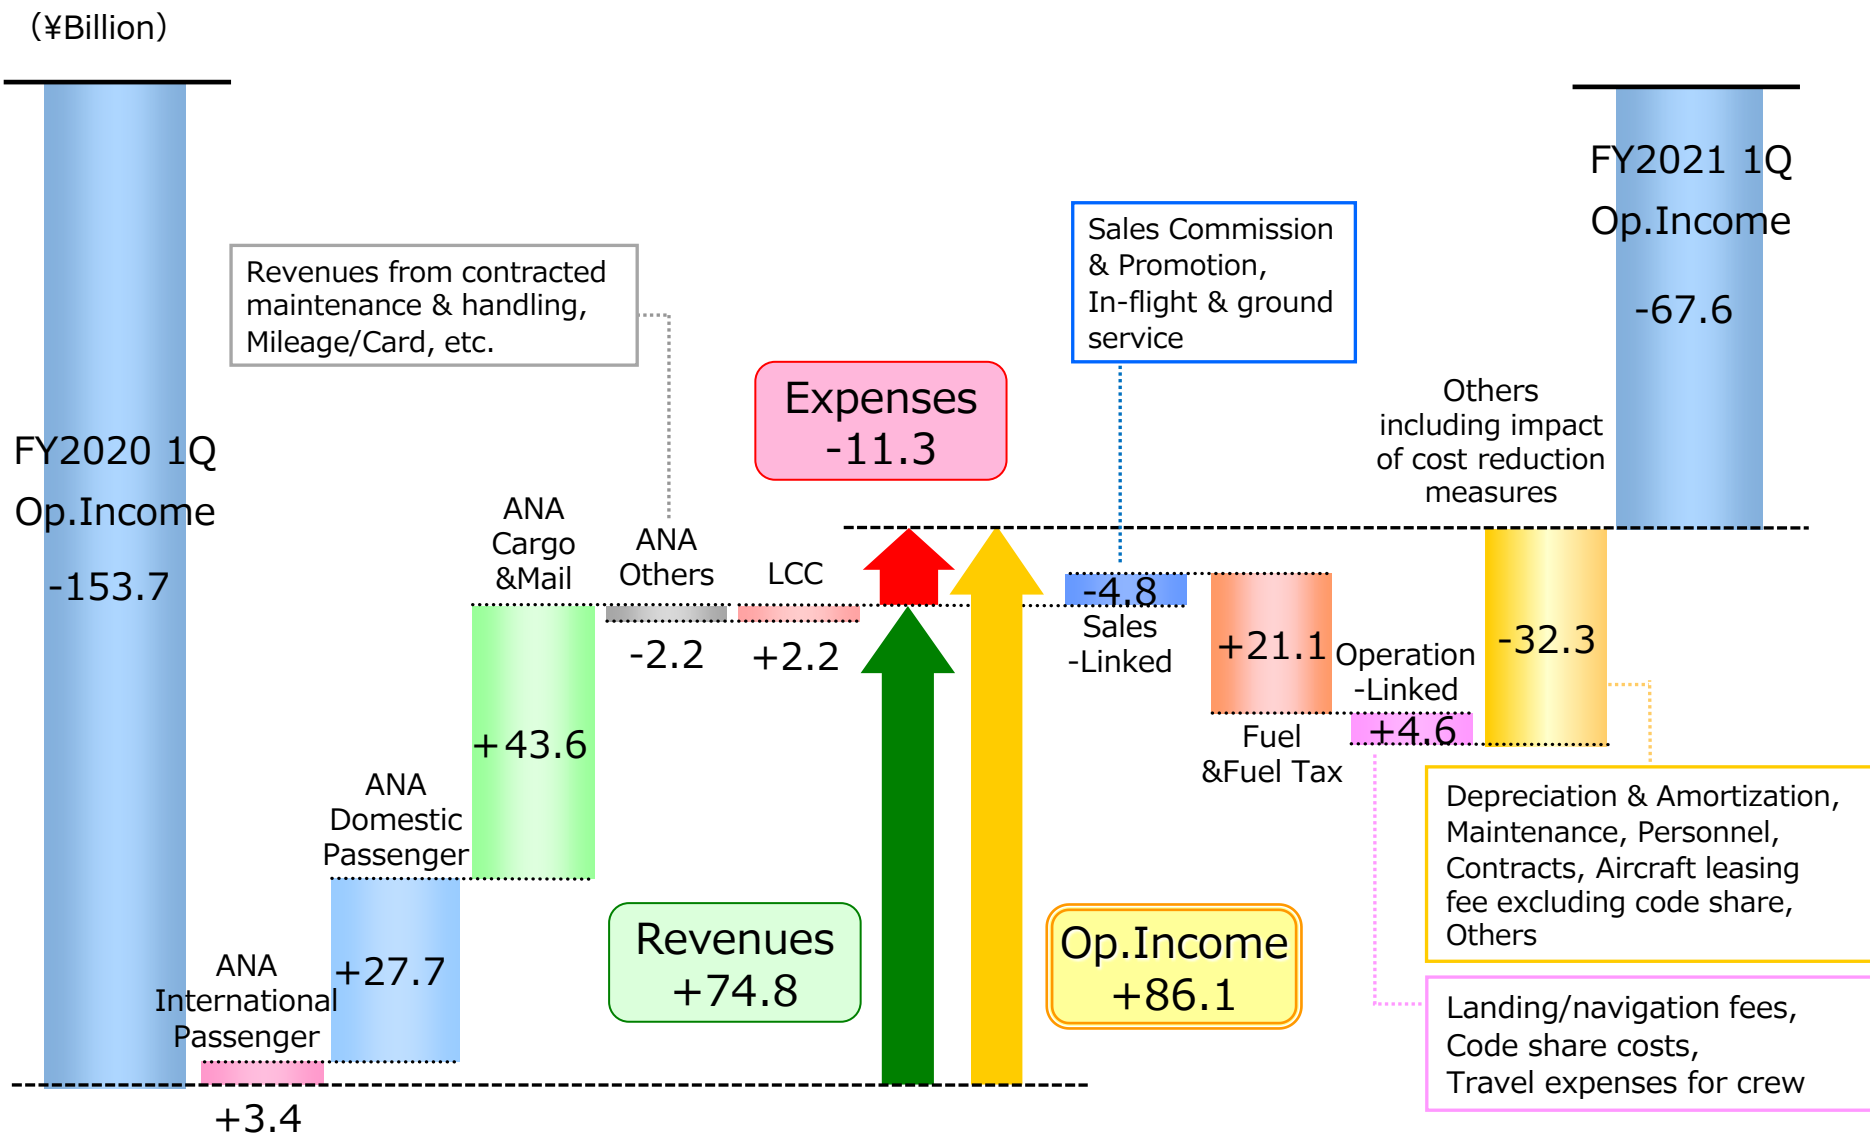 （¥Billion）
FY2020 1Q
Op.Income
-153.7
ANA
International
Passenger
+3.4
ANA
Domestic
Passenger
+27.7
ANA
Cargo
&Mail
+43.6
Revenues from contracted
maintenance & handling,
Mileage/Card, etc.
ANA
Others
-2.2
LCC
+2.2
Expenses
-11.3
Revenues
+74.8
Op.Income
+86.1
Sales Commission
& Promotion,
In-flight & ground
service
-4.8
Sales
-Linked
+21.1
Fuel
&Fuel Tax
Operation
-Linked
+4.6
Others
including impact
of cost reduction
measures
-32.3
FY2021 1Q
Op.Income
-67.6
Depreciation & Amortization,
Maintenance, Personnel,
Contracts, Aircraft leasing
fee excluding code share,
Others
Landing/navigation fees,
Code share costs,
Travel expenses for crew